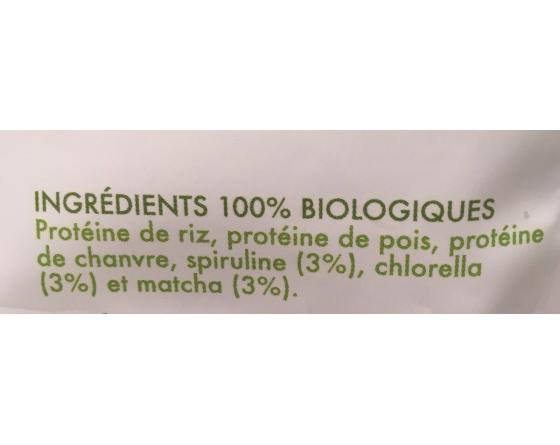 INGRÉDIENTS 100% BIOLOGIQUES
Protéine de riz, protéine de pois, protéine
de chanvre, spiruline (3%), chlorella
(3%) et matcha (3%).